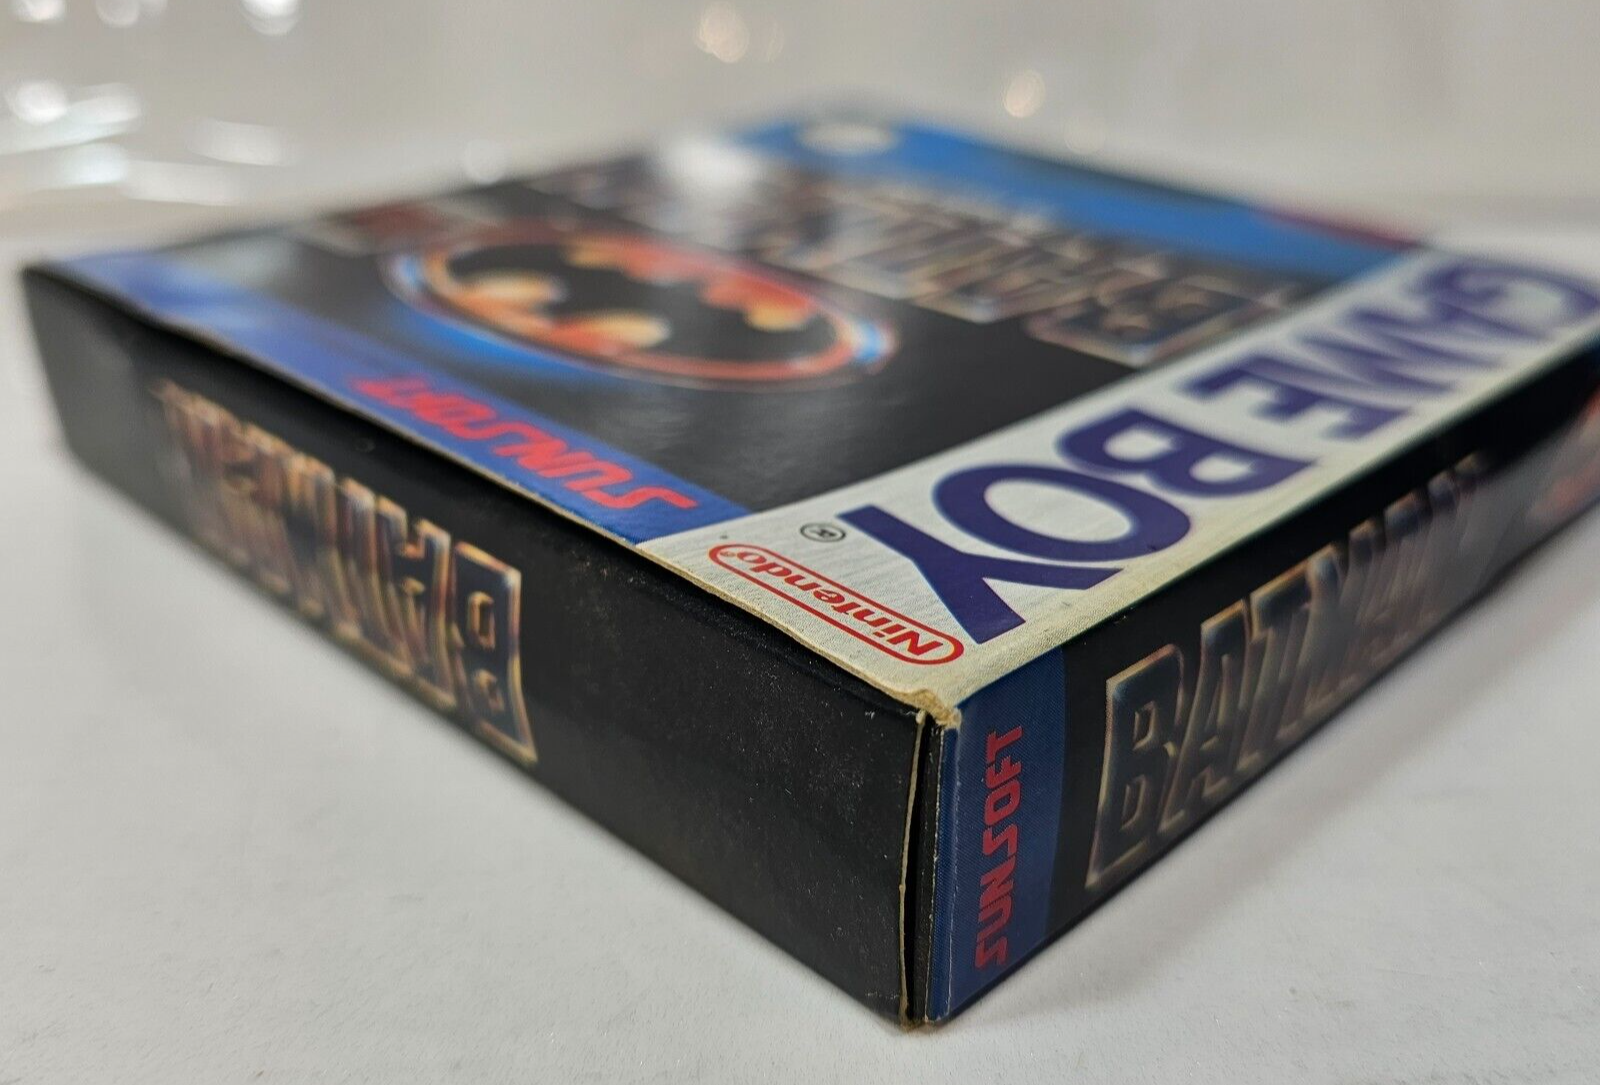 GAME BOY
Nintendo®
®
BATMAN
SUNSOFT
BATMAN
SUNSOFT
BATMAN